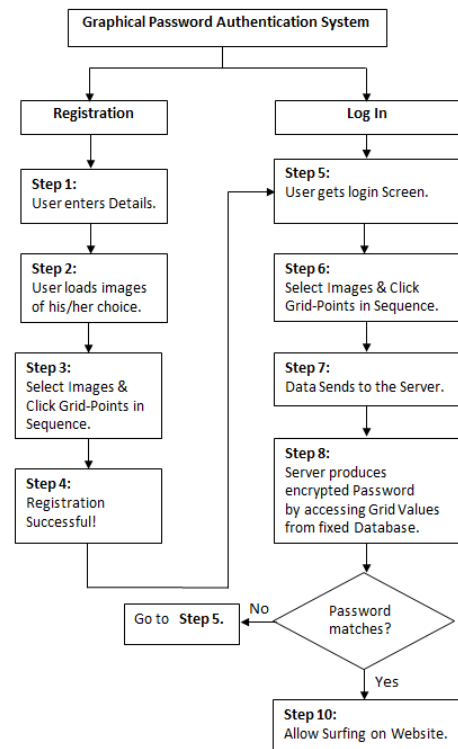 Graphical Password Authentication System
Registration
Step 1:
User enters Details.
Step 2:
User loads images
of his/her choice.
Step 3:
Select Images &
Click Grid-Points in
Sequence.
Step 4:
Registration
Successful!
Log In
Step 5:
User gets login Screen.
Step 6:
Select Images & Click
Grid-Points in Sequence.
Step 7:
Data Sends to the Server.
Step 8:
Server produces
encrypted Password
by accessing Grid Values
from fixed Database.
Password
matches?
No
Go to Step 5.
Yes
Step 10:
Allow Surfing on Website.